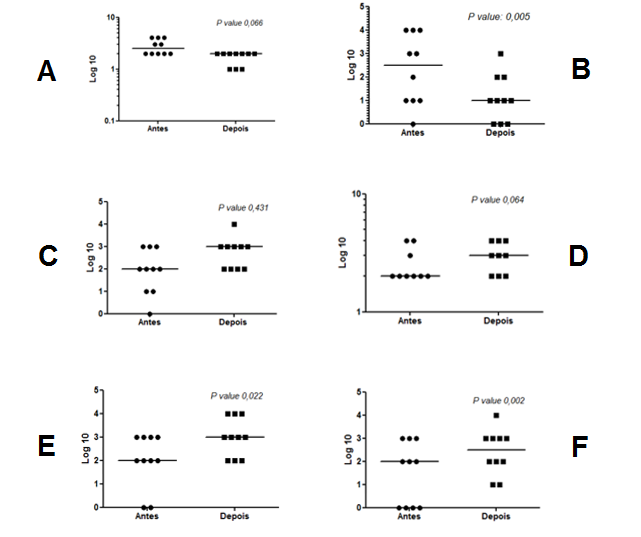 A
P value 0,066
Log 10
10
1
0.1
Antes Depois
B
P value: 0,005
Log 10
5
4
3
2
1
0
Antes Depois
C
P value 0,431
Log 10
5
4
3
2
1
0
Antes Depois
D
P value 0,064
Log 10
10
1
Antes Depois
E
P value 0,022
Log 10
5
4
3
2
1
0
Antes Depois
F
P value 0,002
Log 10
5
4
3
2
1
0
Antes Depois